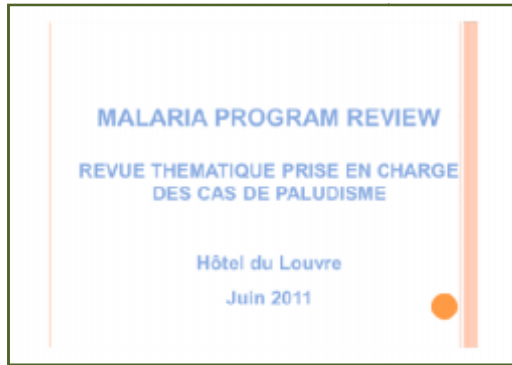 MALARIA PROGRAM REVIEW
REVUE THEMATIQUE PRISE EN CHARGE
DES CAS DE PALUDISME
Hôtel du Louvre
Juin 2011